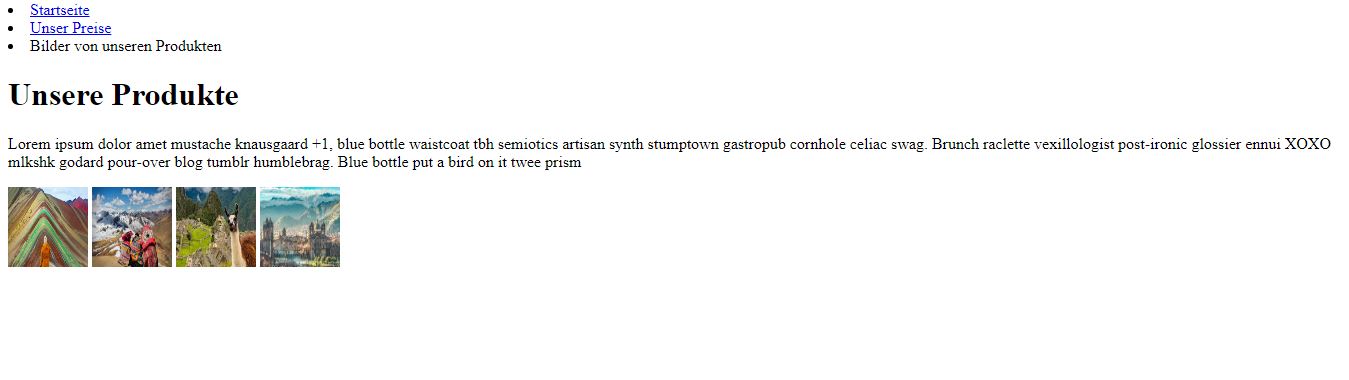 Startseite
Unser Preise
Bilder von unseren Produkten
Unsere Produkte
Lorem ipsum dolor amet mustache knausgaard +1, blue bottle waistcoat tbh semiotics artisan synth stumptown gastropub cornhole celiac swag. Brunch raclette vexillologist post-ironic glossier ennui XOXO
mlkshk godard pour-over blog tumblr humblebrag. Blue bottle put a bird on it twee prism